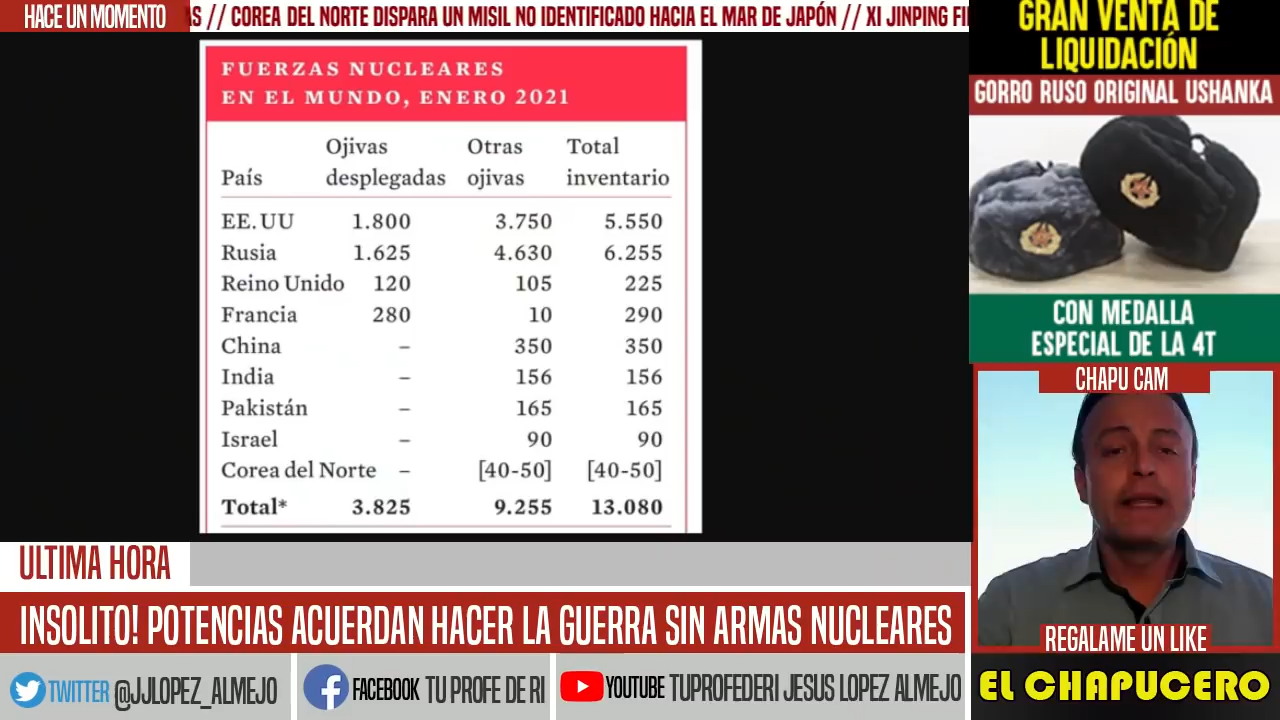 HACE UN MOMENTO
AS // COREA DEL NORTE DISPARA UN MISIL NO IDENTIFICADO HACIA EL MAR DE JAPÓN // XI JINPING FI
FUERZAS NUCLEARES
EN EL MUNDO, ENERO 2021
Ojivas Otras Total
País desplegadas ojivas inventario
EE. UU 1.800 3.750 5.550
Rusia 1.625 4.630 6.255
Reino Unido 120 105 225
Francia 280 10 290
China – 350 350
India – 156 156
Pakistán – 165 165
Israel – 90 90
Corea del Norte – [40-50] [40-50]
Total* 3.825 9.255 13.080
GRAN VENTA DE
LIQUIDACIÓN
GORRO RUSO ORIGINAL USHANKA
CON MEDALLA
ESPECIAL DE LA 4T
CHAPU CAM
REGALAME UN LIKE
EL CHAPUCERO
ULTIMA HORA
INSOLITO! POTENCIAS ACUERDAN HACER LA GUERRA SIN ARMAS NUCLEARES
TWITTER @JJLOPEZ_ALMEJO
FACEBOOK TU PROFE DE RI
YOUTUBE TUPROFEDERI JESUS LOPEZ ALMEJO